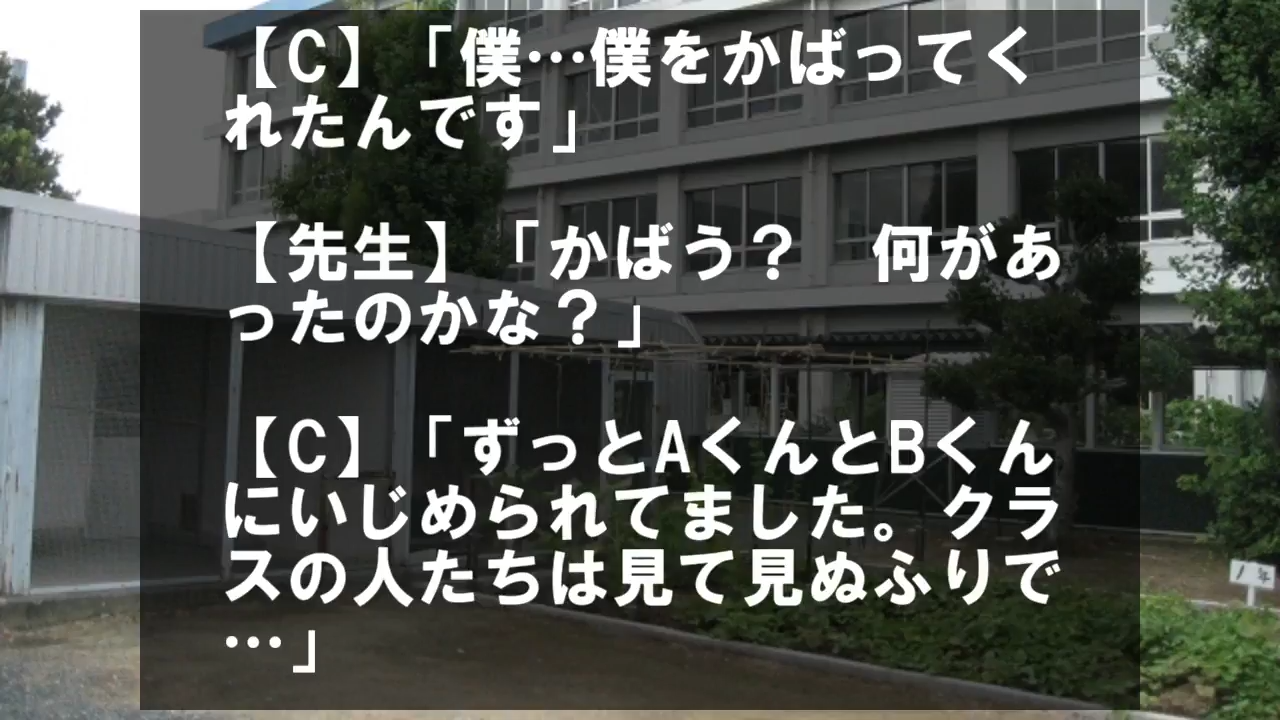 【C】「僕…僕をかばってく
れたんです」
【先生】「かばう？　何があ
ったのかな？」
【C】「ずっとAくんとBくん
にいじめられてました。クラ
スの人たちは見て見ぬふりで
…」
1年